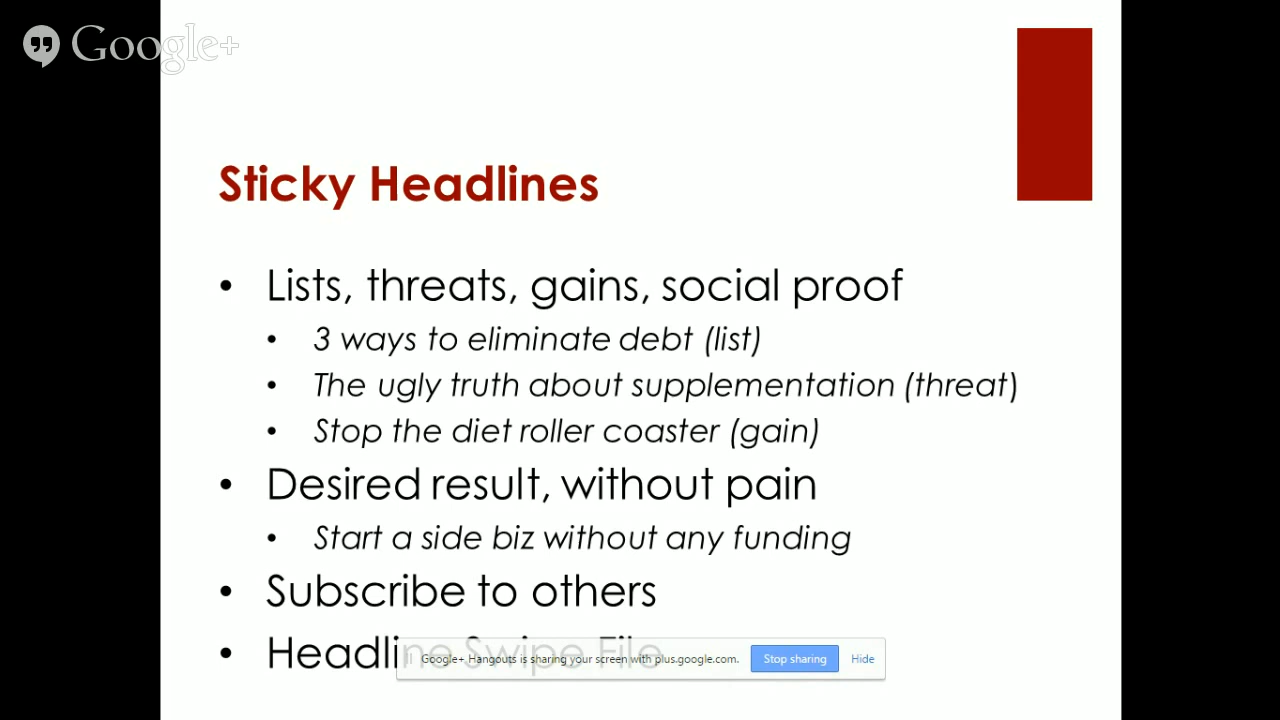 Google+
Sticky Headlines
• Lists, threats, gains, social proof
• 3 ways to eliminate debt (list)
• The ugly truth about supplementation (threat)
• Stop the diet roller coaster (gain)
• Desired result, without pain
• Start a side biz without any funding
• Subscribe to others
• Headline Swipe File
Google+ Hangouts is sharing your screen with plus.google.com. Stop sharing Hide